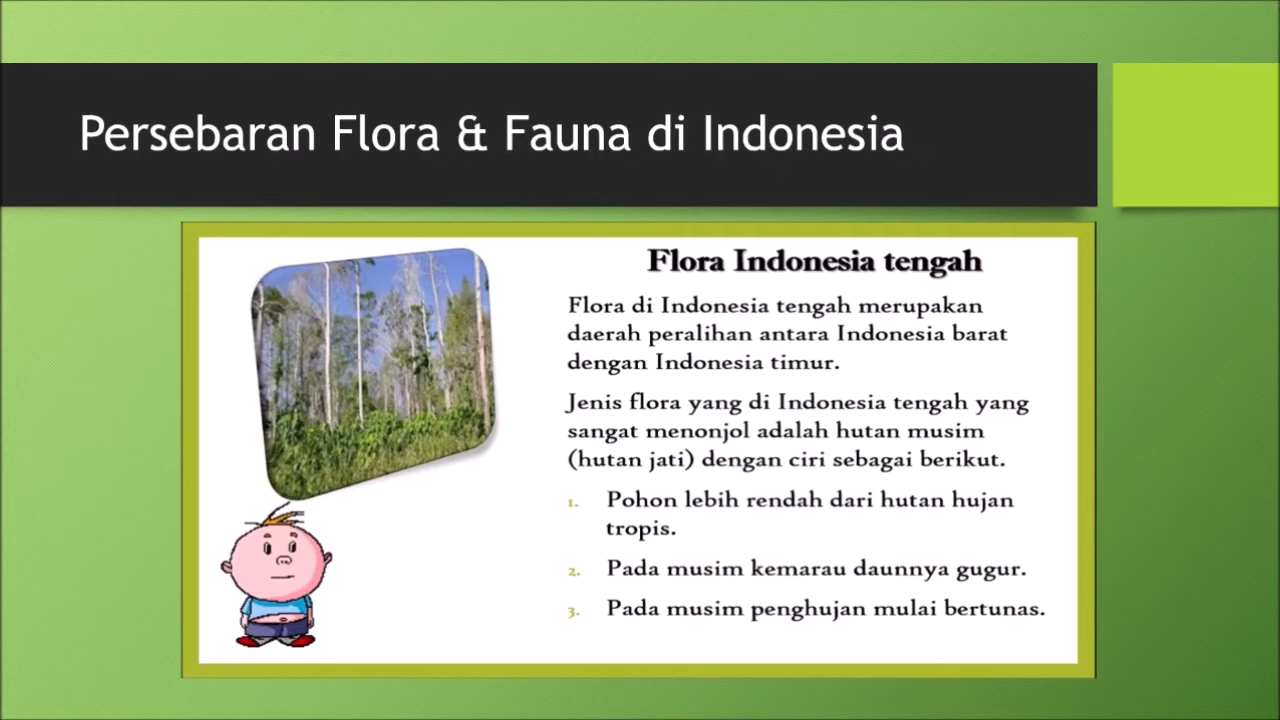 Persebaran Flora & Fauna di Indonesia
Flora Indonesia tengah
Flora di Indonesia tengah merupakan
daerah peralihan antara Indonesia barat
dengan Indonesia timur.
Jenis flora yang di Indonesia tengah yang
sangat menonjol adalah hutan musim
(hutan jati) dengan ciri sebagai berikut.
1. Pohon lebih rendah dari hutan hujan
tropis.
2. Pada musim kemarau daunnya gugur.
3. Pada musim penghujan mulai bertunas.